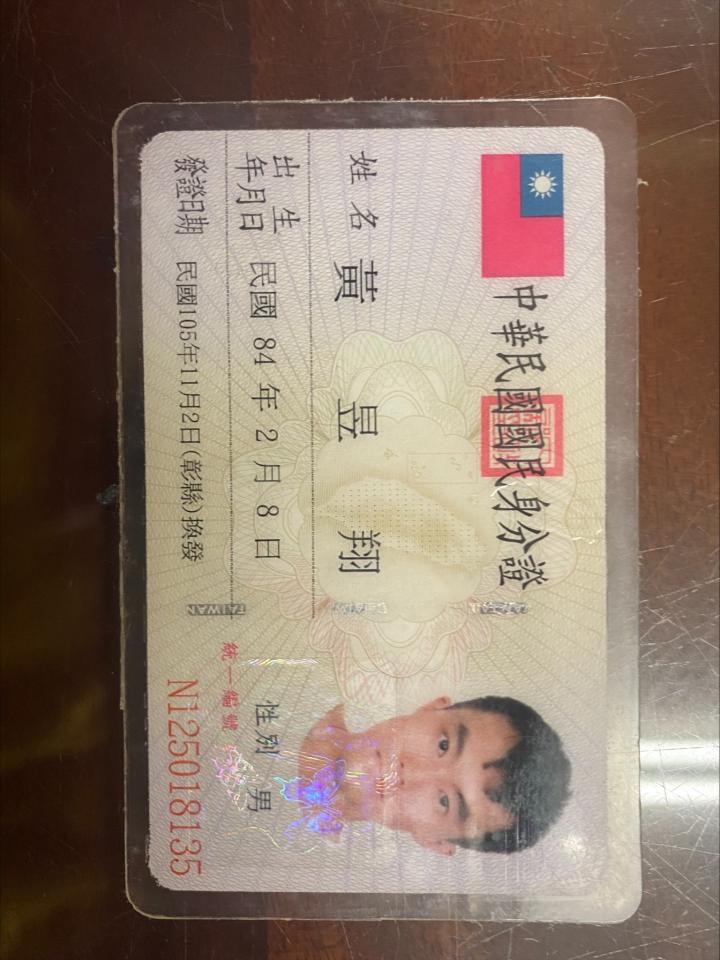 中華民國國民身分證
姓名 黃昱翔
出生年月日 民國84年2月8日
性別 男
發證日期 民國105年11月2日(彰縣)換發
統一編號
N125018135
TAIWAN